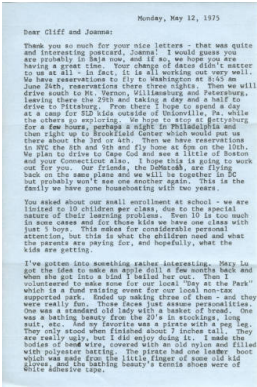 Monday, May 12, 1975
Dear Cliff and Joanna:
Thank you so much for your nice letters - that was quite
and interesting postcard, Joanna! I would guess you
are probably in Baja now, and if so, we hope you are
having a great time. Your change of dates didn't matter
to us at all - in fact, it is all working out very well.
We have reservations to fly to Washington at 8:45 am
June 24th, reservations there three nights. Then we will
drive south to Mt. Vernon, Williamsburg and Petersburg,
leaving there the 29th and taking a day and a half to
drive to Pittsburg. From there I hope to spend a day
at a camp for SLD kids outside of Uniouville, Pa. while
the others go exploring. We hope to stop at Gettysburg
for a few hours, perhaps a night in Philadelphia and
then right up to Brookfield Center which would put us
there about the 3rd or 4th. Then we have reservations
in NYC the 8th and 9th and fly home at 6pm on the 10th.
We plan to drive to Cape Cod and see a little of Boston
and your Connecticut also. I hope this is going to work
out for you. Our friends, the are flying
back on the same plans and we will be together in DC
but probably won't see one another again. This is the
family we have gone househosting with two years.
You asked about our small enrollment at school - we are
limited to 10 children per class, due to the special
nature of their learning problems. Even 10 is too much
in some cases and for those kids we have one class with
just 5 boys. This makes for considerable personal
attention, but this is what the children need and what
the parents are paying for, and hopefully, what the
kids are getting.
I've gotten into something rather interesting. Mary Lu
got the idea to make an apple doll a few months back and
when she got into a bind I bailed her out. Then I
volunteered to make some for our local "Day at the Park"
which is a fund raising event for our local non-tax
supported park. Ended up making three of them - and they
were really fun. Those faces just assume personalities.
One was a standard old lady with a basket of bread. One
was a bathing beauty from the 20's in stockings, long
suit, etc. And my favorite was a pirate with a peg leg.
They only stood when finished about 7 inches tall. They
are really ugly, but I did enjoy doing it. I made the
bodies of bend wire, covered with an old nylon and filled
with polyester batting. The pirate had one leather boot
which was made from the little finger of some old kid
gloves, and the bathing beauty's tennis shoes were of
white adhesive tape.